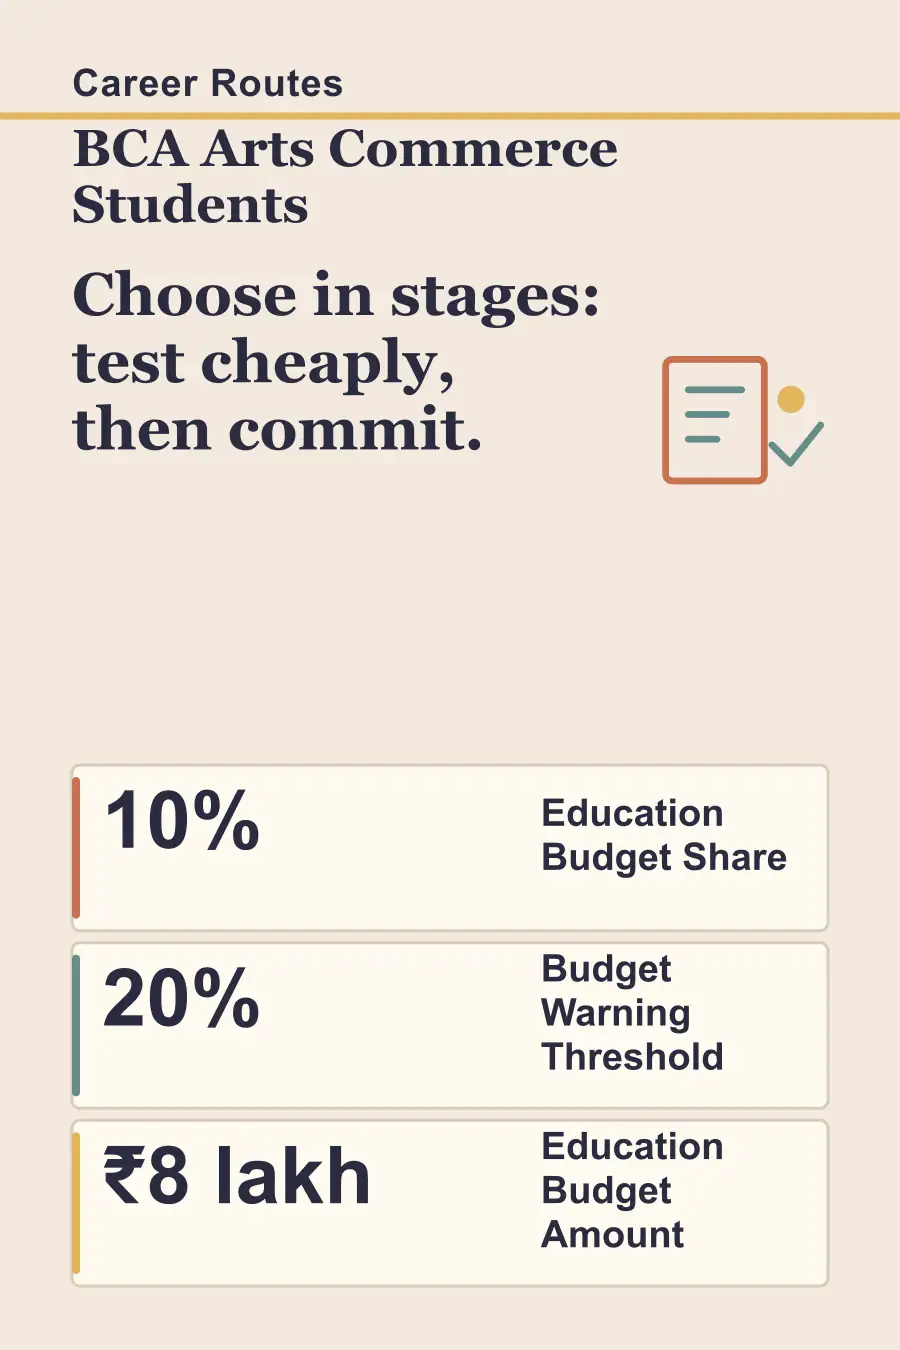 Career Routes
BCA Arts Commerce
Students
Choose in stages:
test cheaply,
then commit.
10%
Education
Budget Share
20%
Budget
Warning
Threshold
₹8 lakh
Education
Budget
Amount